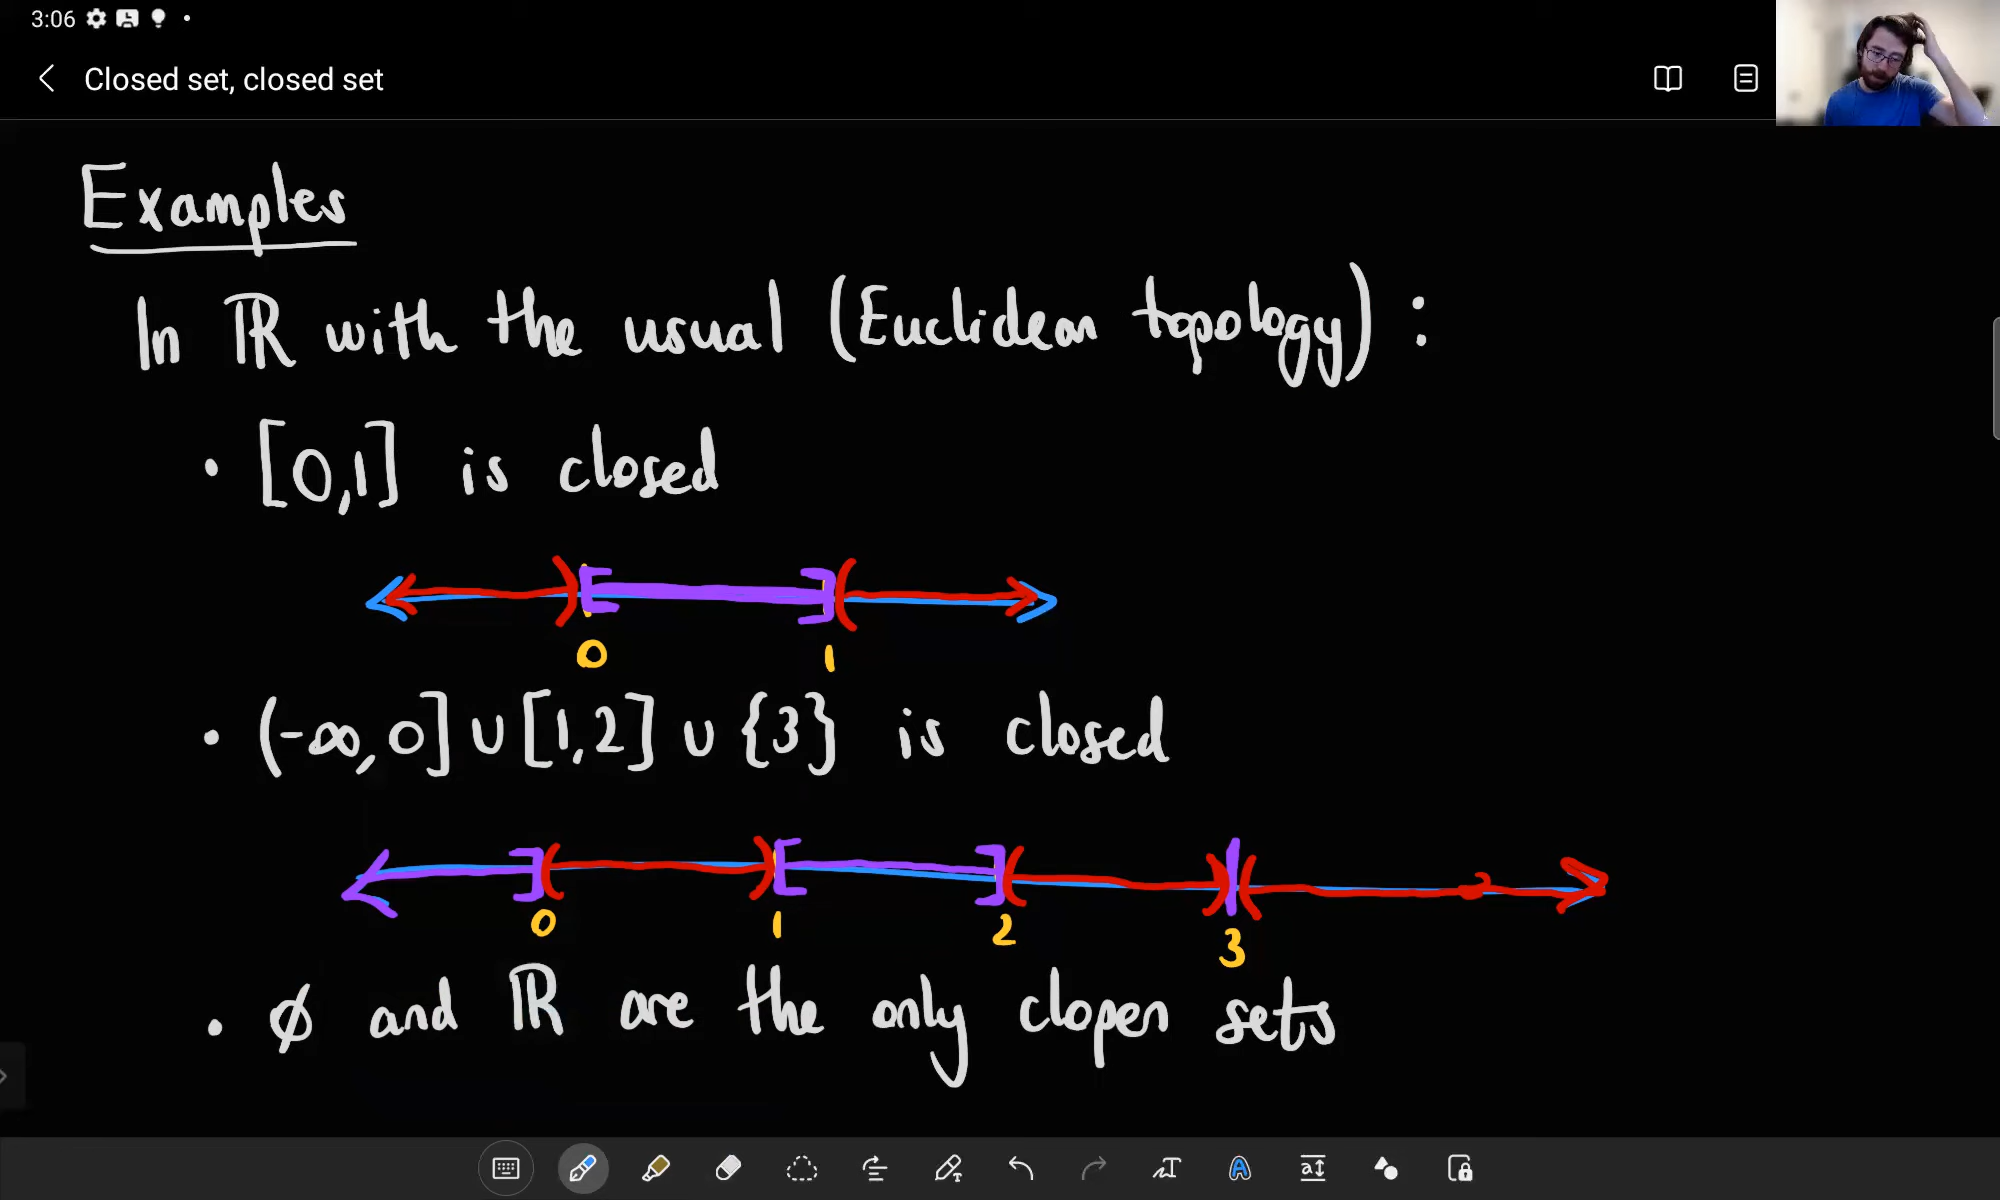 3:06
Closed set, closed set
Examples
In ℝ with the usual (Euclidean topology) :
• [0,1] is closed
0 1
• (-∞, 0] ∪ [1,2] ∪ {3} is closed
0 1 2 3
• ∅ and ℝ are the only clopen sets